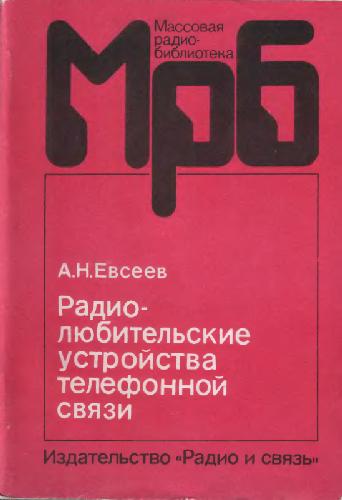 Массовая
радио-
библиотека
Мрб
А.Н.Евсеев
Радио-
любительские
устройства
телефонной
связи
Издательство «Радио и связь»